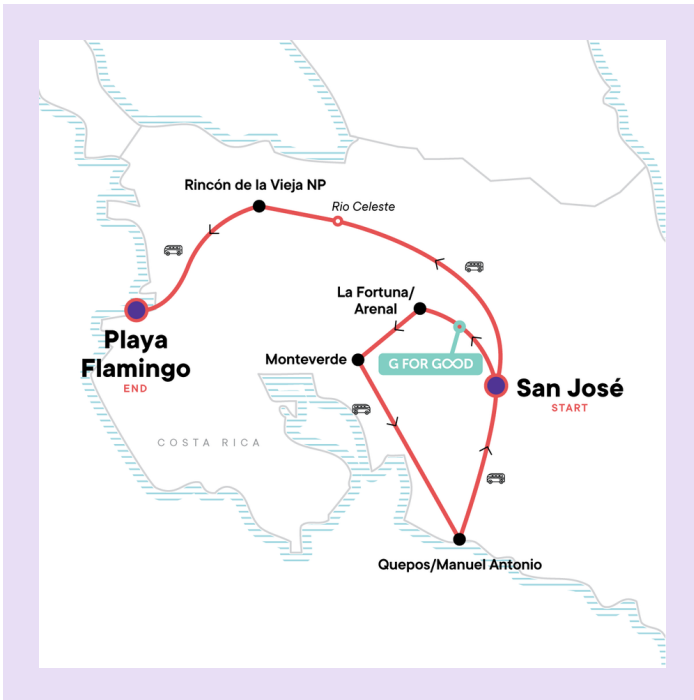 Rincón de la Vieja NP
Rio Celeste
La Fortuna/
Arenal
Monteverde
G FOR GOOD
Playa
Flamingo
END
San José
START
COSTA RICA
Quepos/Manuel Antonio